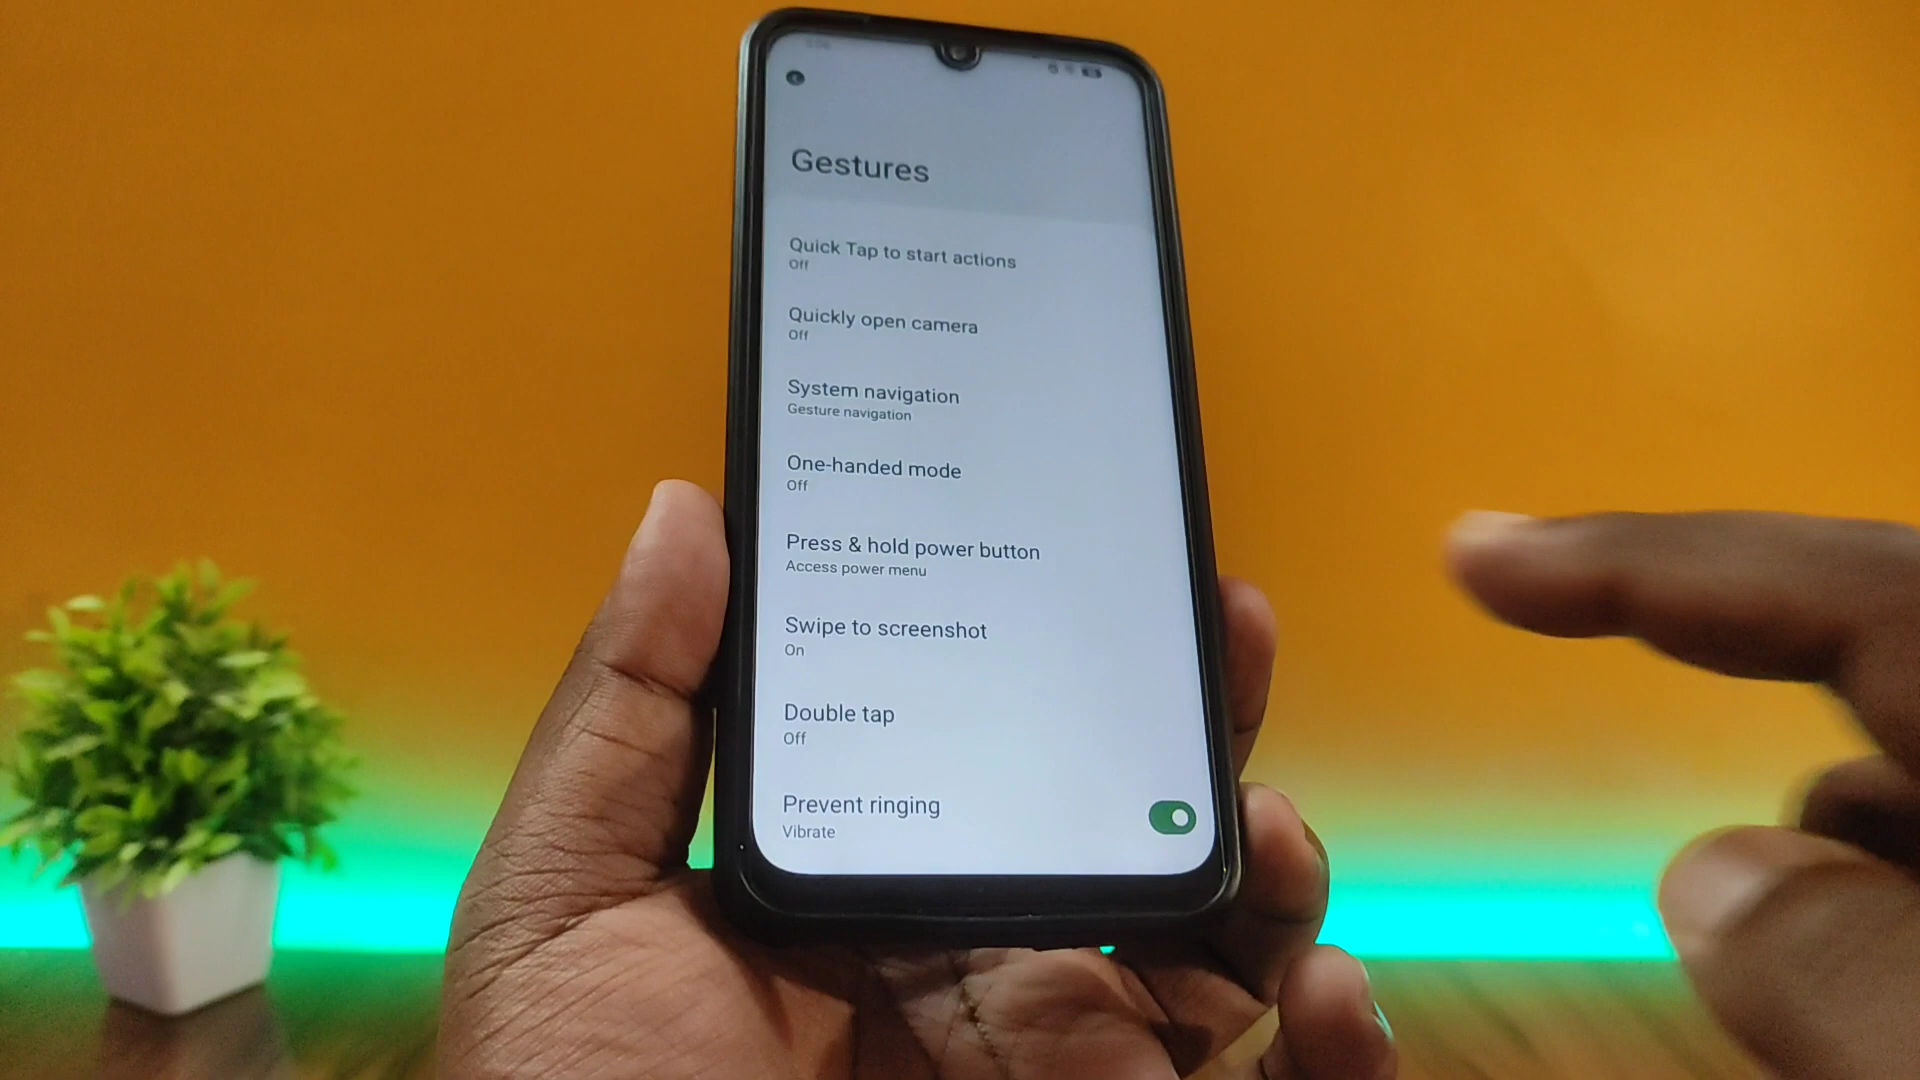 Gestures
Quick Tap to start actions
Off
Quickly open camera
Off
System navigation
Gesture navigation
One-handed mode
Off
Press & hold power button
Access power menu
Swipe to screenshot
On
Double tap
Off
Prevent ringing
Vibrate